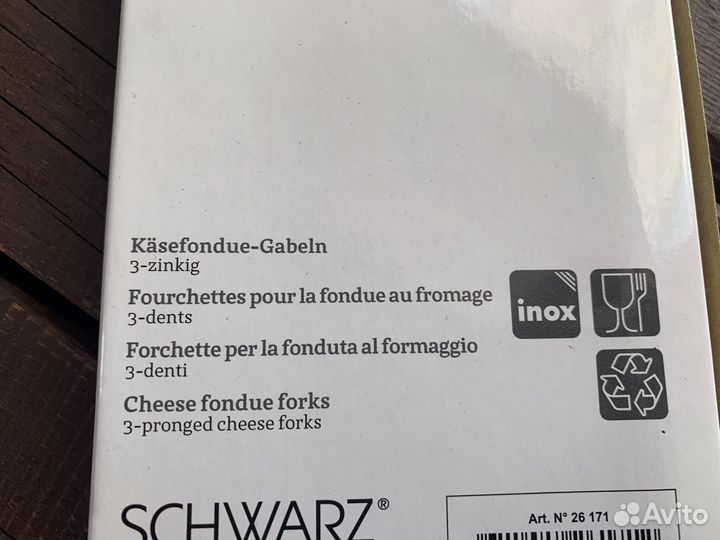 Käsefondue-Gabeln
3-zinkig
Fourchettes pour la fondue au fromage
3-dents
Forchette per la fonduta al formaggio
3-denti
Cheese fondue forks
3-pronged cheese forks
inox
SCHWARZ®
Art. N° 26 171
Avito